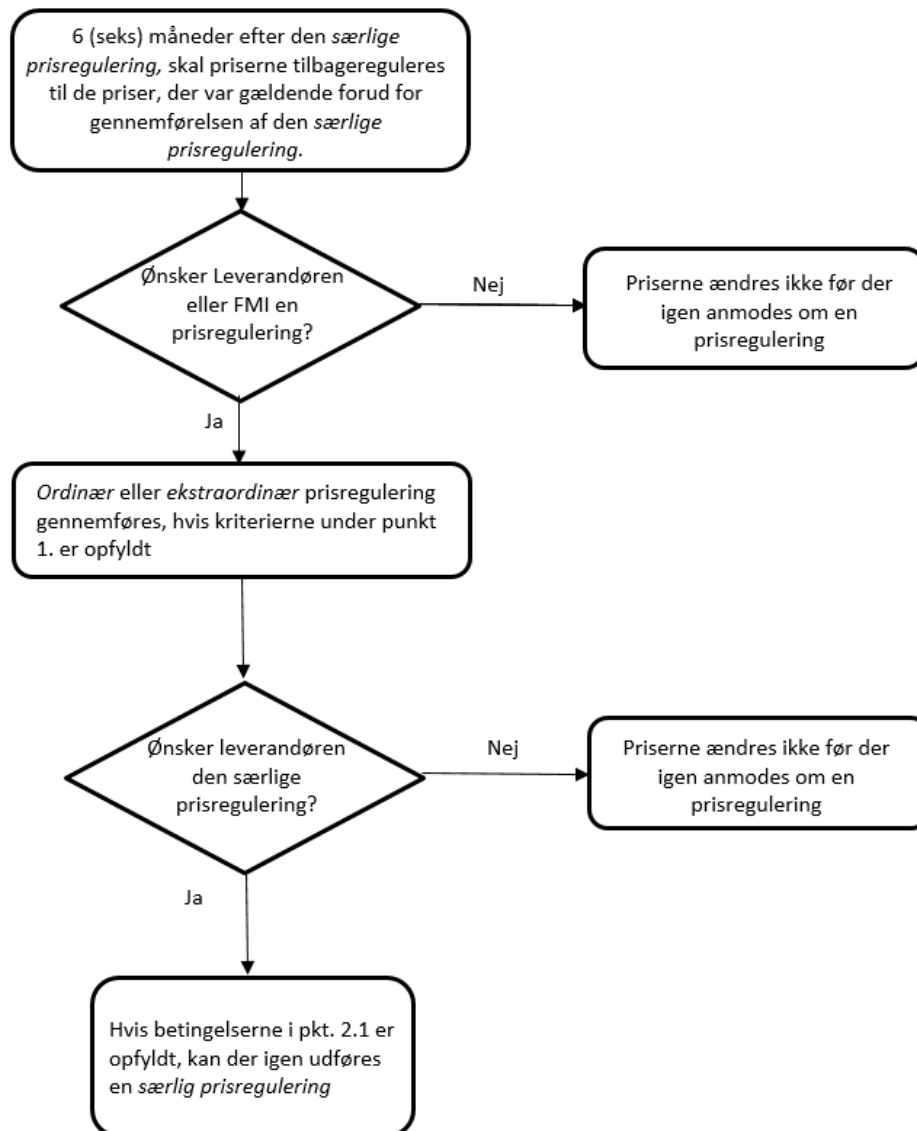 6 (seks) måneder efter den særlige
prisregulering, skal priserne tilbagereguleres
til de priser, der var gældende forud for
gennemførelsen af den særlige
prisregulering.
Ønsker Leverandøren
eller FMI en
prisregulering?
Nej
Priserne ændres ikke før der
igen anmodes om en
prisregulering
Ja
Ordinær eller ekstraordinær prisregulering
gennemføres, hvis kriterierne under punkt
1. er opfyldt
Ønsker leverandøren
den særlige
prisregulering?
Nej
Priserne ændres ikke før der
igen anmodes om en
prisregulering
Ja
Hvis betingelserne i pkt. 2.1 er
opfyldt, kan der igen udføres
en særlig prisregulering